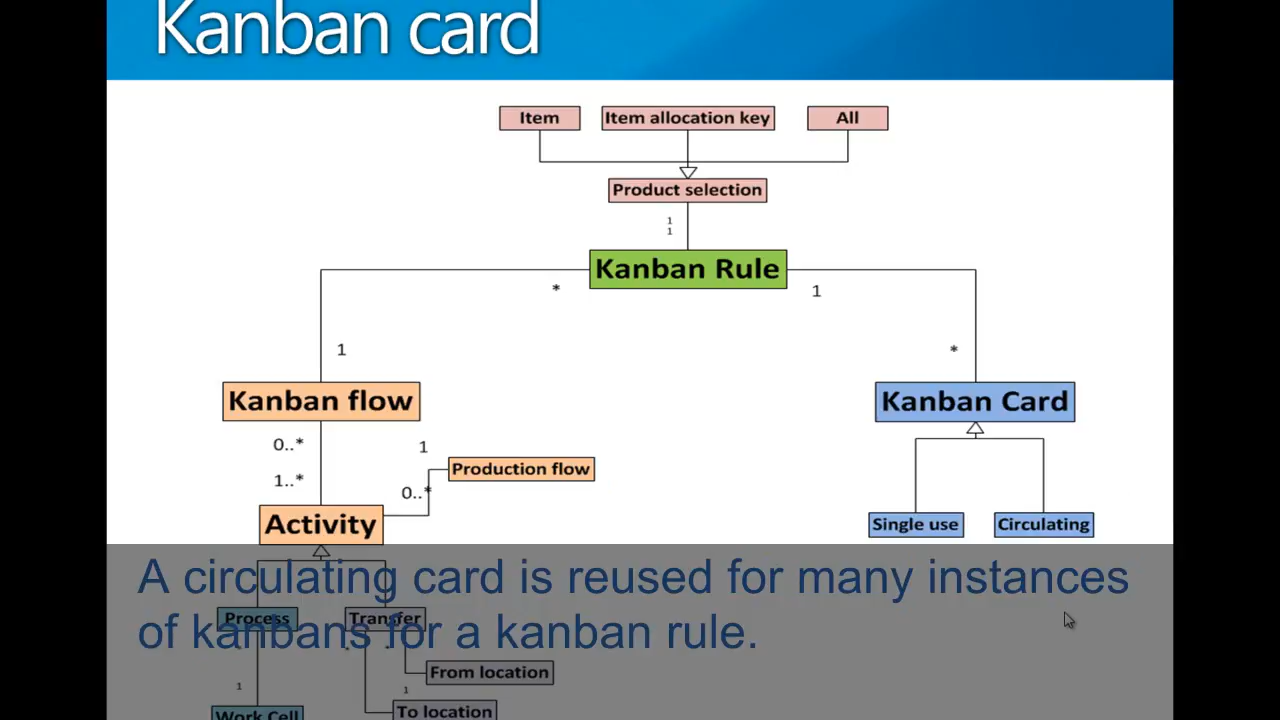 Kanban card
Item
Item allocation key
All
Product selection
1
1
Kanban Rule
*
1
1
*
Kanban flow
Kanban Card
0..*
1
Production flow
1..*
0..*
Activity
Single use
Circulating
A circulating card is reused for many instances
of kanbans for a kanban rule.
Process
Transfer
From location
1
1
To location
Work Cell